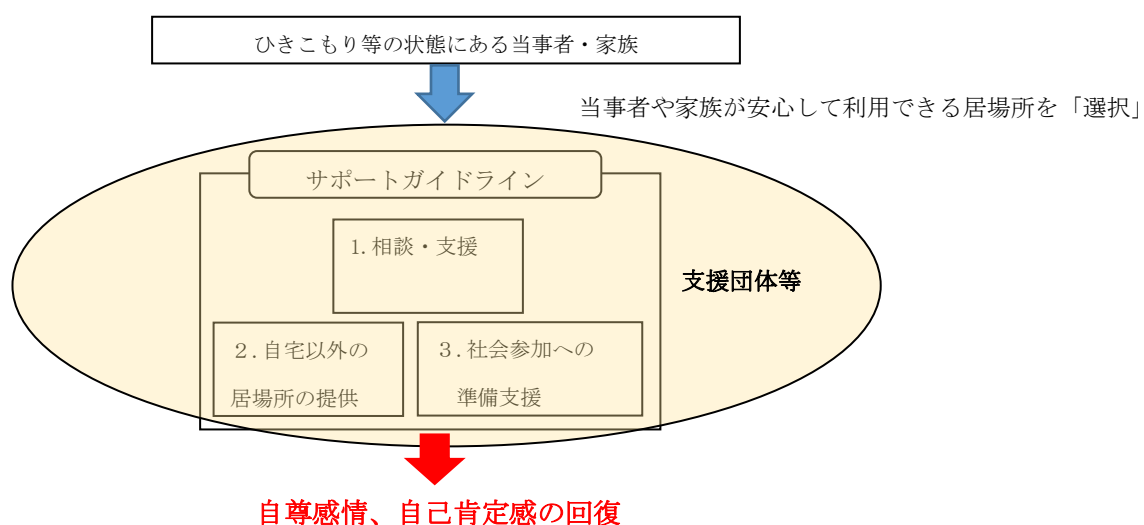 ひきこもり等の状態にある当事者・家族
当事者や家族が安心して利用できる居場所を「選択」
サポートガイドライン
1.相談・支援
支援団体等
２.自宅以外の
居場所の提供
３.社会参加への
準備支援
自尊感情、自己肯定感の回復